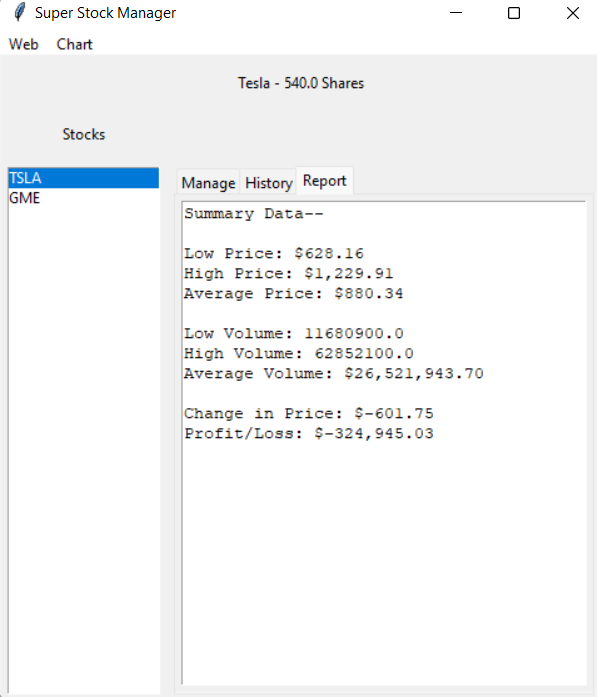 Super Stock Manager
Web Chart
Tesla - 540.0 Shares
Stocks
TSLA
GME
Manage History Report
Summary Data--
Low Price: $628.16
High Price: $1,229.91
Average Price: $880.34
Low Volume: 11680900.0
High Volume: 62852100.0
Average Volume: $26,521,943.70
Change in Price: $-601.75
Profit/Loss: $-324,945.03